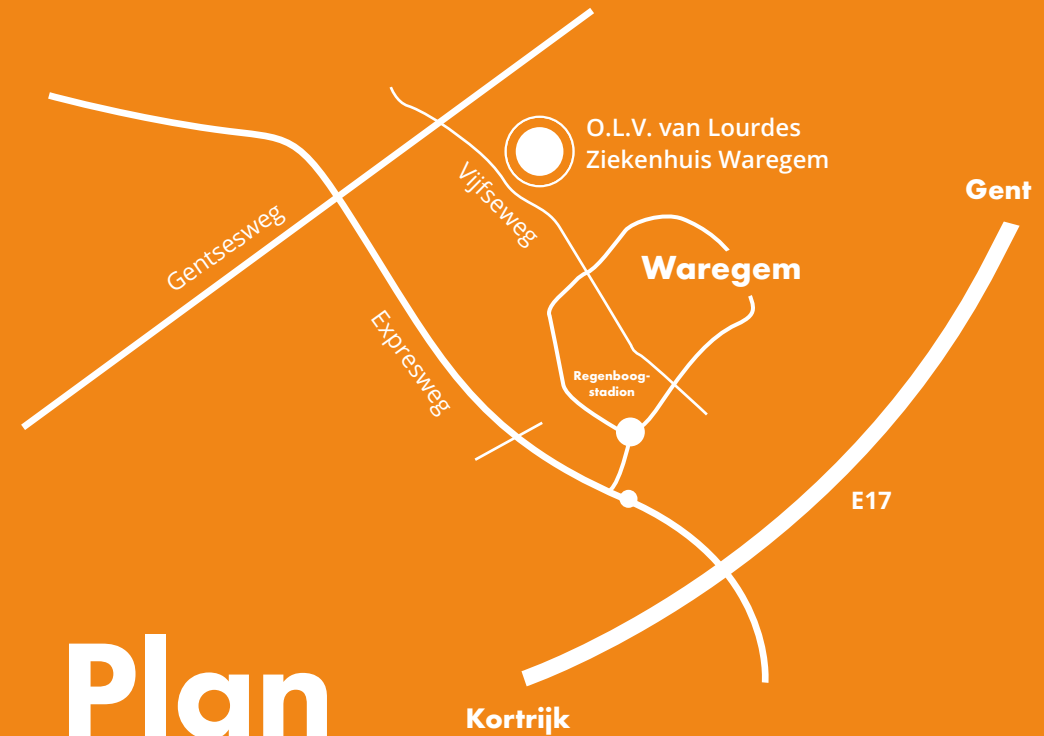 O.L.V. van Lourdes
Ziekenhuis Waregem
Gent
Vijfseweg
Gentsesweg
Waregem
Expresweg
Regenboog-
stadion
E17
Plan
Kortrijk